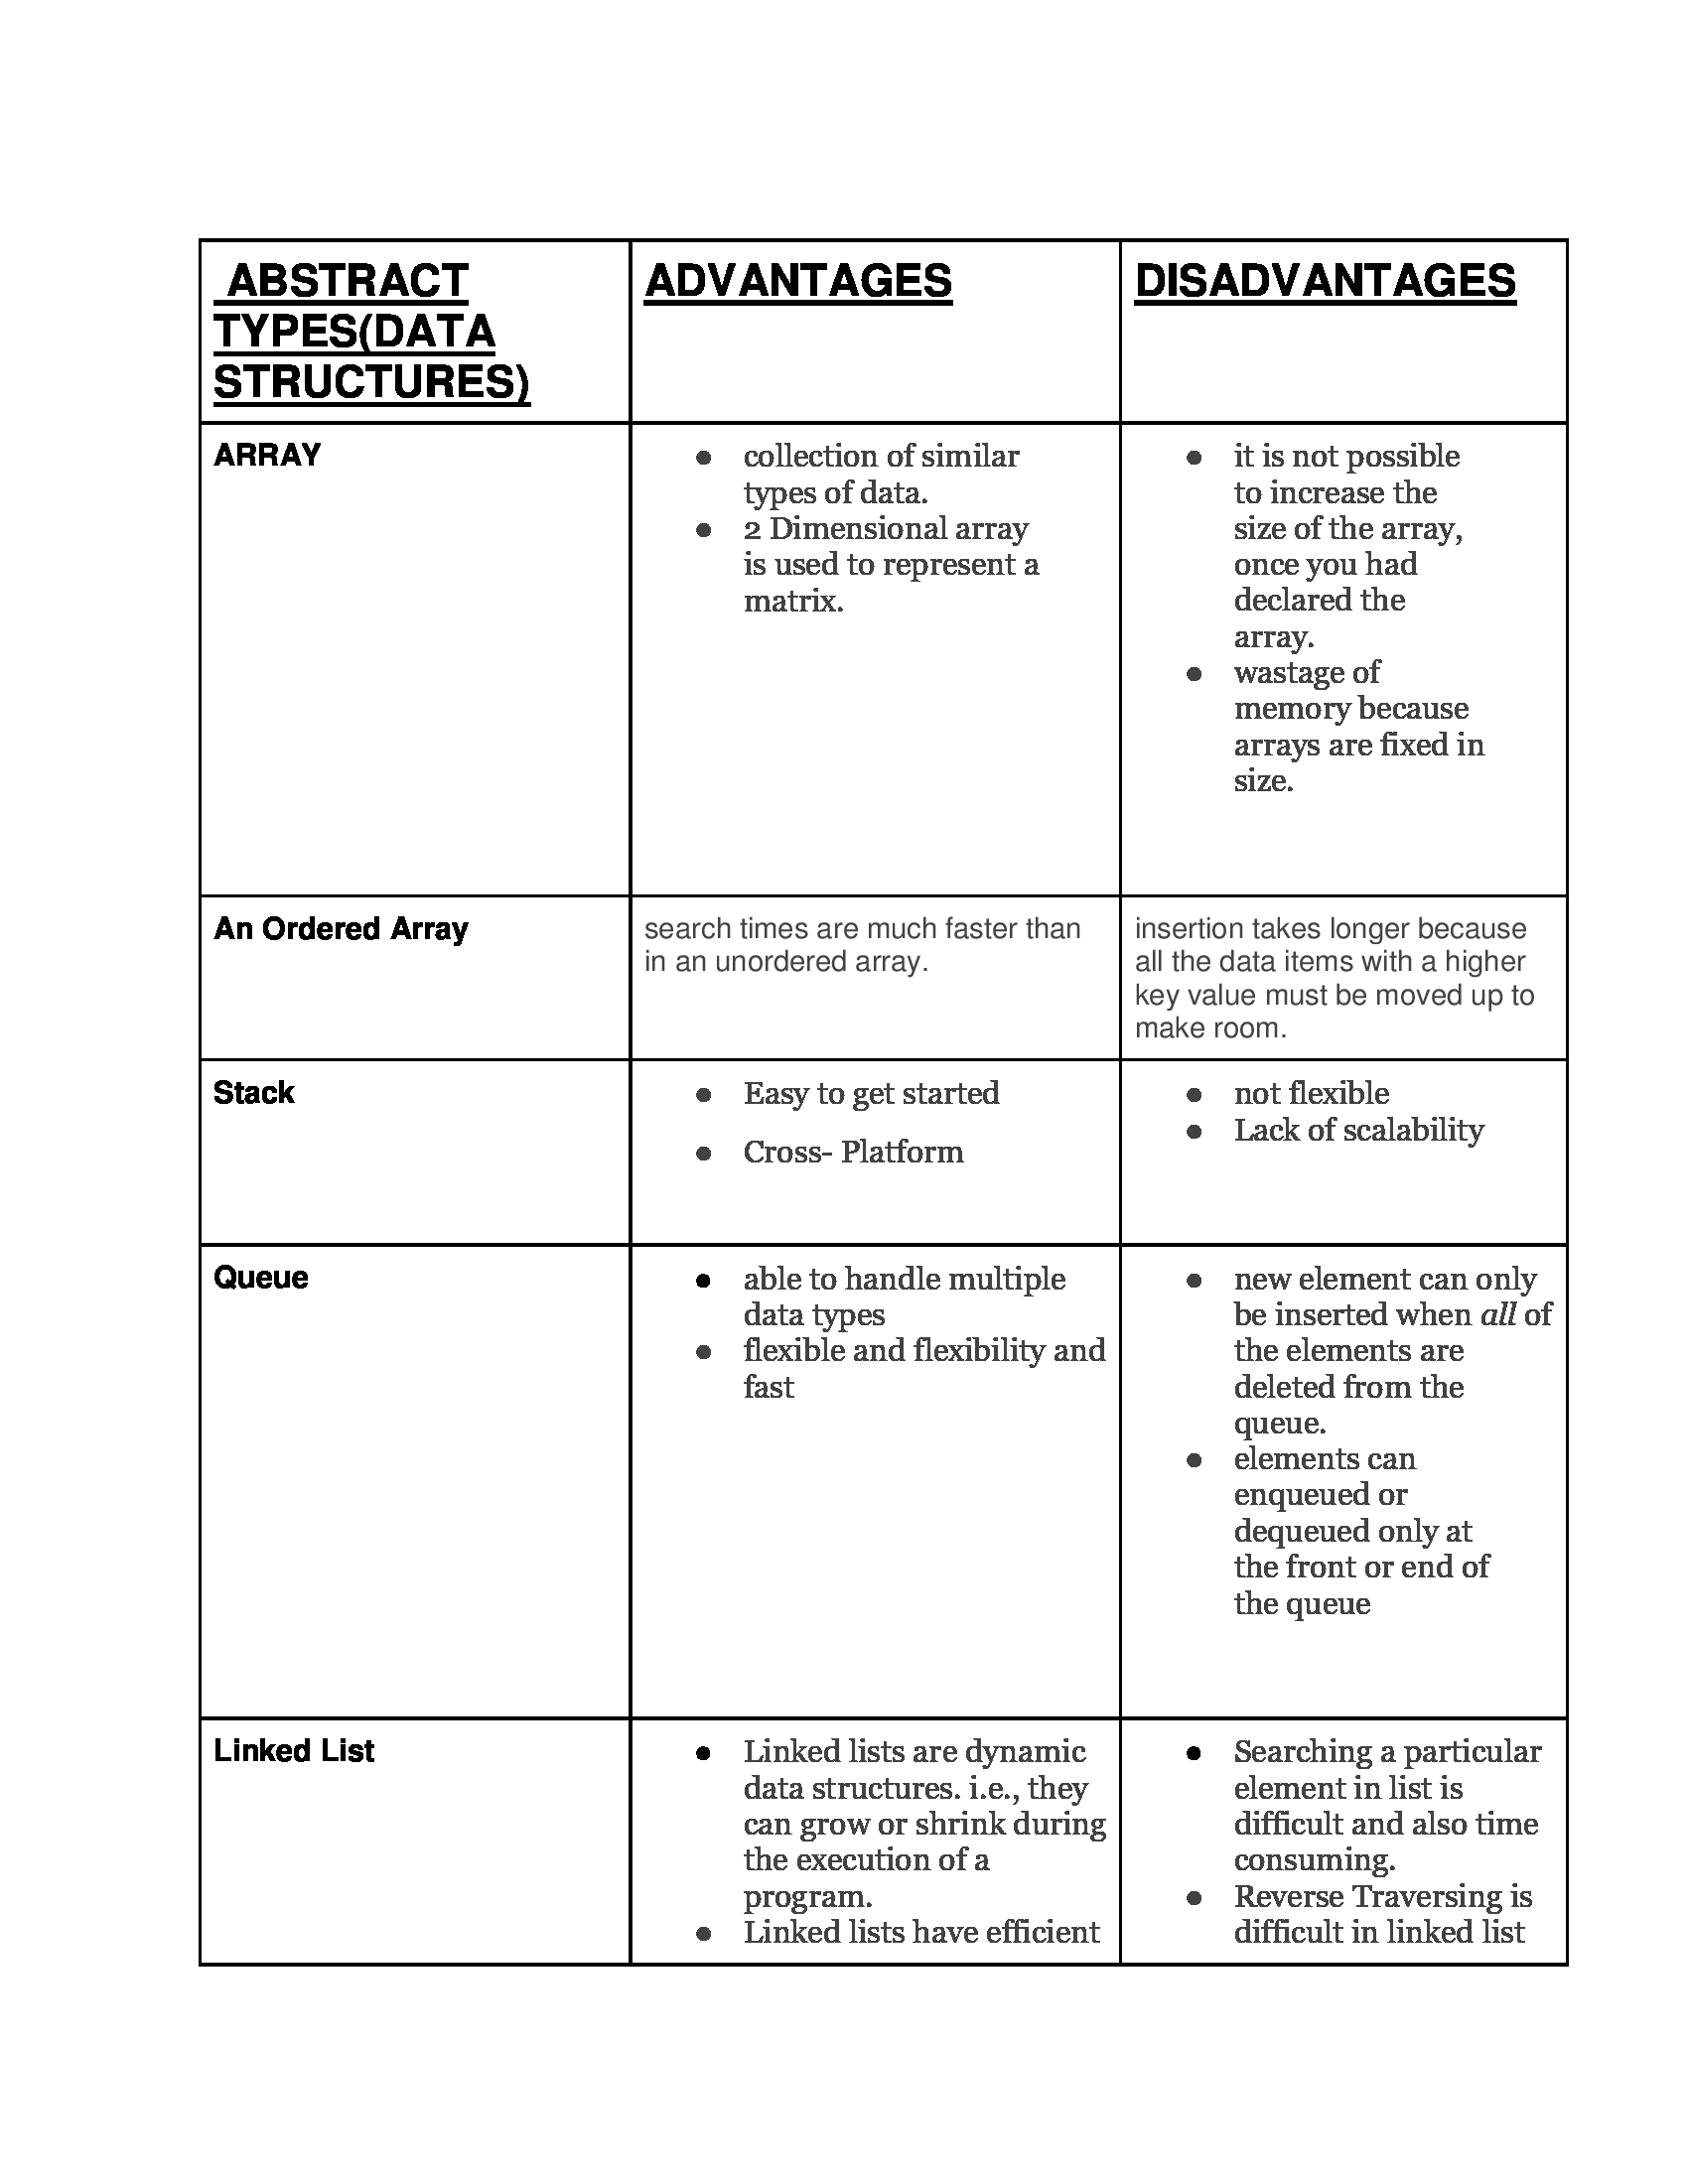 ABSTRACT
TYPES(DATA
STRUCTURES)
ADVANTAGES
DISADVANTAGES
ARRAY
● collection of similar
types of data.
● 2 Dimensional array
is used to represent a
matrix.
● it is not possible
to increase the
size of the array,
once you had
declared the
array.
● wastage of
memory because
arrays are fixed in
size.
An Ordered Array
search times are much faster than
in an unordered array.
insertion takes longer because
all the data items with a higher
key value must be moved up to
make room.
Stack
● Easy to get started
● Cross- Platform
● not flexible
● Lack of scalability
Queue
● able to handle multiple
data types
● flexible and flexibility and
fast
● new element can only
be inserted when all of
the elements are
deleted from the
queue.
● elements can
enqueued or
dequeued only at
the front or end of
the queue
Linked List
● Linked lists are dynamic
data structures. i.e., they
can grow or shrink during
the execution of a
program.
● Linked lists have efficient
● Searching a particular
element in list is
difficult and also time
consuming.
● Reverse Traversing is
difficult in linked list